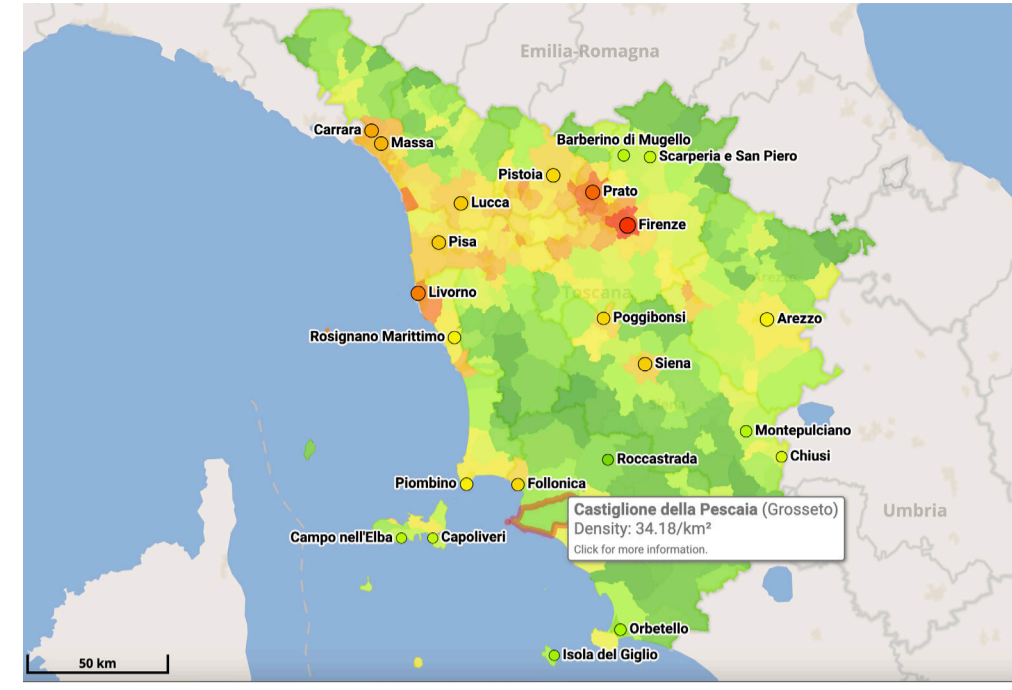 Emilia-Romagna
Carrara
Massa
Barberino di Mugello
Scarperia e San Piero
Pistoia
Prato
Lucca
Firenze
Pisa
Arezzo
Livorno
Toscana
Poggibonsi
Arezzo
Rosignano Marittimo
Siena
Siena
Montepulciano
Chiusi
Roccastrada
Piombino
Follonica
Castiglione della Pescaia (Grosseto)
Density: 34.18/km²
Click for more information.
Umbria
Campo nell'Elba
Capoliveri
Orbetello
Isola del Giglio
50 km